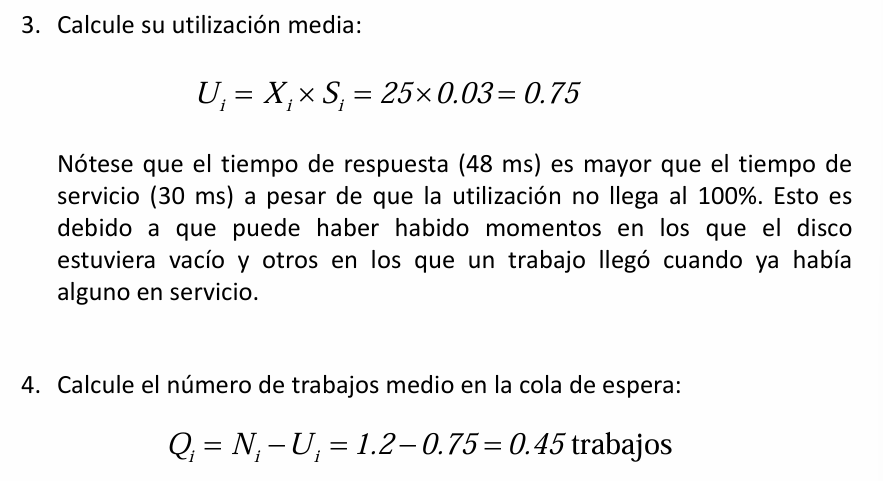 3. Calcule su utilización media:
U_i = X_i × S_i = 25×0.03 = 0.75
Nótese que el tiempo de respuesta (48 ms) es mayor que el tiempo de
servicio (30 ms) a pesar de que la utilización no llega al 100%. Esto es
debido a que puede haber habido momentos en los que el disco
estuviera vacío y otros en los que un trabajo llegó cuando ya había
alguno en servicio.
4. Calcule el número de trabajos medio en la cola de espera:
Q_i = N_i − U_i = 1.2 − 0.75 = 0.45 trabajos